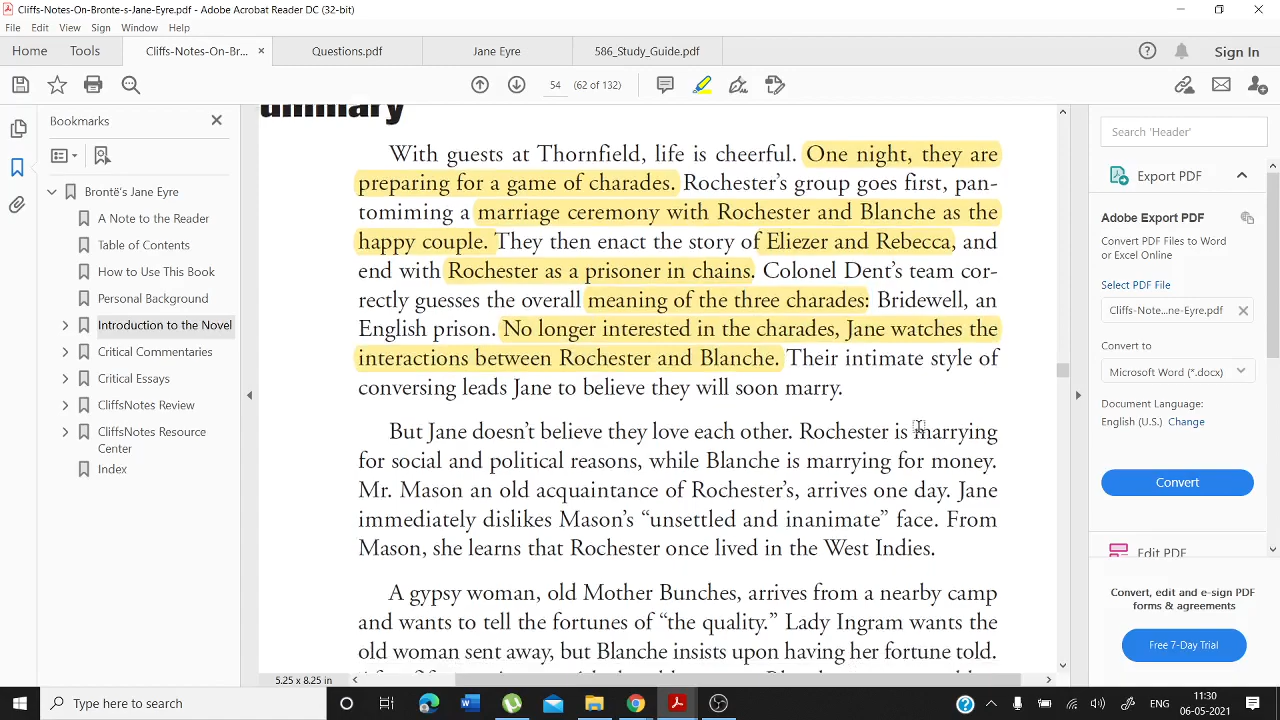 Cliffs-Notes-On-Bronte-s-Jane-Eyre.pdf - Adobe Acrobat Reader DC (32-bit)
File Edit View Sign Window Help
Home Tools Cliffs-Notes-On-Br... × Questions.pdf Jane Eyre 586_Study_Guide.pdf Sign In
54 (62 of 132)
Bookmarks
Brontë's Jane Eyre
A Note to the Reader
Table of Contents
How to Use This Book
Personal Background
Introduction to the Novel
Critical Commentaries
Critical Essays
CliffsNotes Review
CliffsNotes Resource
Center
Index
With guests at Thornfield, life is cheerful. One night, they are
preparing for a game of charades. Rochester's group goes first, pan-
tomiming a marriage ceremony with Rochester and Blanche as the
happy couple. They then enact the story of Eliezer and Rebecca, and
end with Rochester as a prisoner in chains. Colonel Dent's team cor-
rectly guesses the overall meaning of the three charades: Bridewell, an
English prison. No longer interested in the charades, Jane watches the
interactions between Rochester and Blanche. Their intimate style of
conversing leads Jane to believe they will soon marry.
But Jane doesn't believe they love each other. Rochester is marrying
for social and political reasons, while Blanche is marrying for money.
Mr. Mason an old acquaintance of Rochester's, arrives one day. Jane
immediately dislikes Mason's "unsettled and inanimate" face. From
Mason, she learns that Rochester once lived in the West Indies.
A gypsy woman, old Mother Bunches, arrives from a nearby camp
and wants to tell the fortunes of "the quality." Lady Ingram wants the
old woman sent away, but Blanche insists upon having her fortune told.
5.25 x 8.25 in
Search 'Header'
Export PDF
Adobe Export PDF
Convert PDF Files to Word
or Excel Online
Select PDF File
Cliffs-Note...ne-Eyre.pdf
Convert to
Microsoft Word (*.docx)
Document Language:
English (U.S.) Change
Convert
Edit PDF
Convert, edit and e-sign PDF
forms & agreements
Free 7-Day Trial
Type here to search
ENG
11:30
06-05-2021